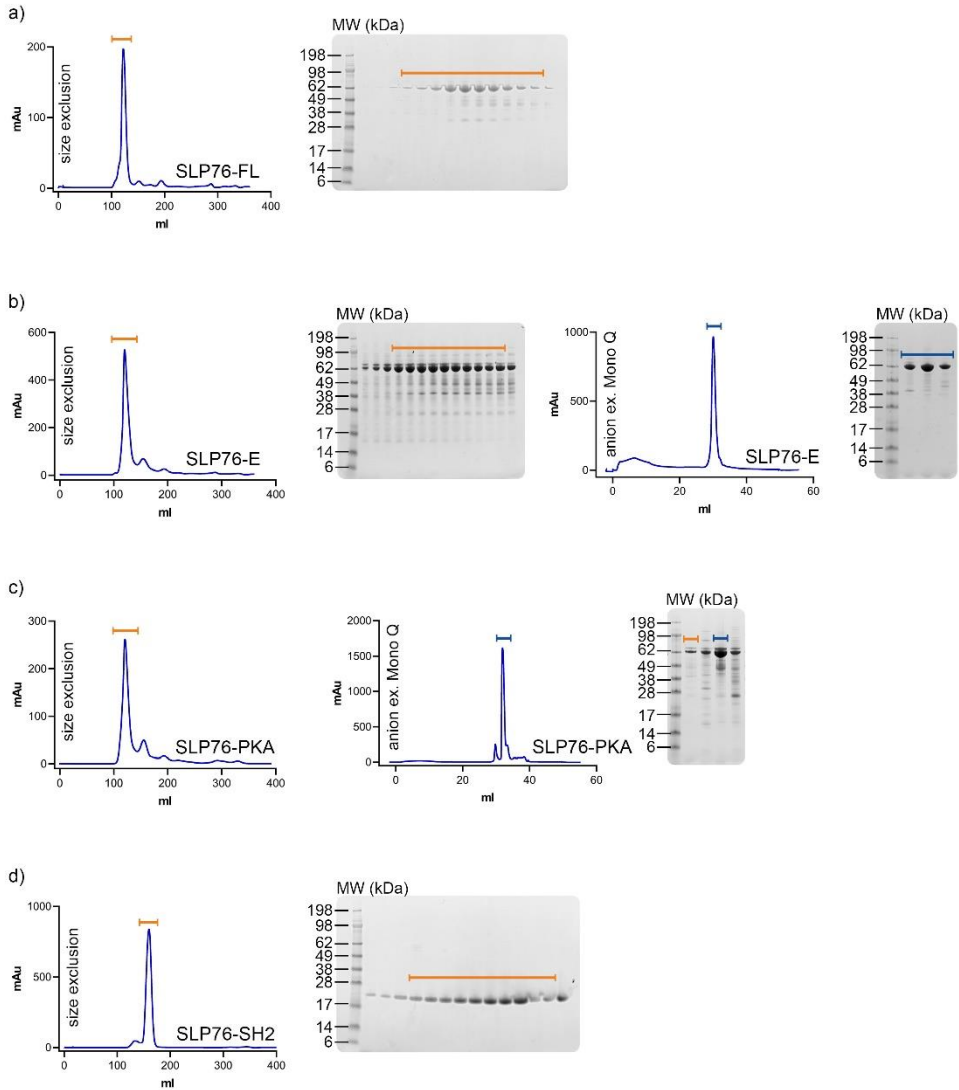 a)
MW (kDa)
200
100
0
mAu
size exclusion
SLP76-FL
0 100 200 300 400
ml
198
98
62
49
38
28
17
14
6
b)
MW (kDa)
600
400
200
0
mAu
size exclusion
SLP76-E
0 100 200 300 400
ml
198
98
62
49
38
28
17
14
6
1000
500
0
mAu
anion ex. Mono Q
SLP76-E
0 20 40 60
ml
MW (kDa)
198
98
62
49
38
28
17
14
6
c)
300
200
100
0
mAu
size exclusion
SLP76-PKA
0 100 200 300 400
ml
2000
1500
1000
500
0
mAu
anion ex. Mono Q
SLP76-PKA
0 20 40 60
ml
MW (kDa)
198
98
62
49
38
28
17
14
6
d)
1000
500
0
mAu
size exclusion
SLP76-SH2
0 100 200 300 400
ml
MW (kDa)
198
98
62
49
38
28
17
14
6